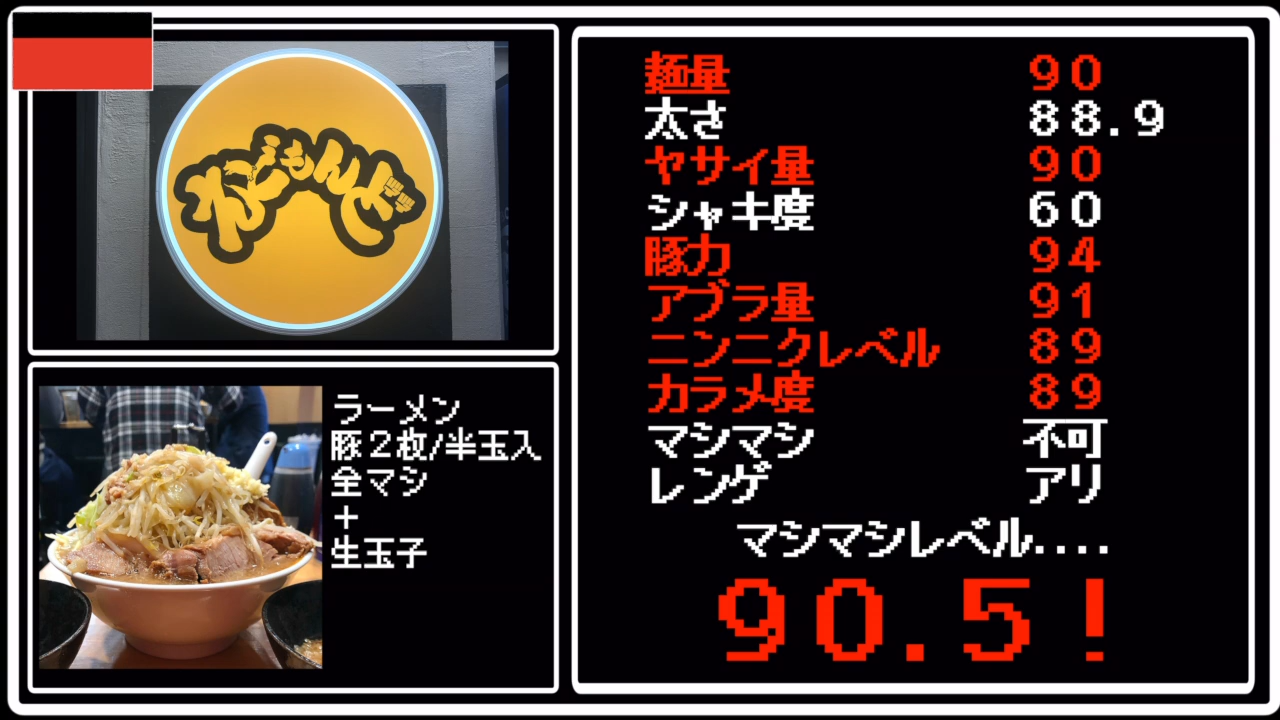 ラーメン
豚2枚/半玉入
全マシ
+
生玉子
麺量 90
太さ 88.9
ヤサイ量 90
シャキ度 60
豚力 94
アブラ量 91
ニンニクレベル 89
カラメ度 89
マシマシ 不可
レンゲ アリ
マシマシレベル....
90.5!